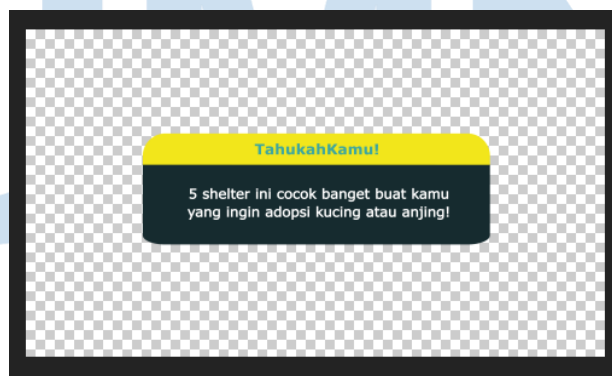 TahukahKamu!
5 shelter ini cocok banget buat kamu
yang ingin adopsi kucing atau anjing!